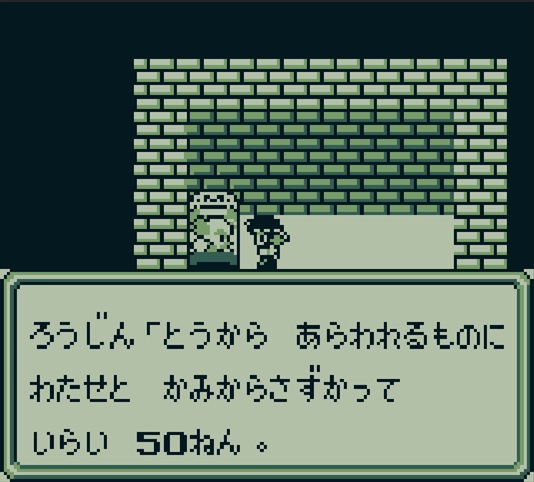 ろうじん「とうから　あらわれるものに
わたせと　かみからさずかって
いらい　50ねん。